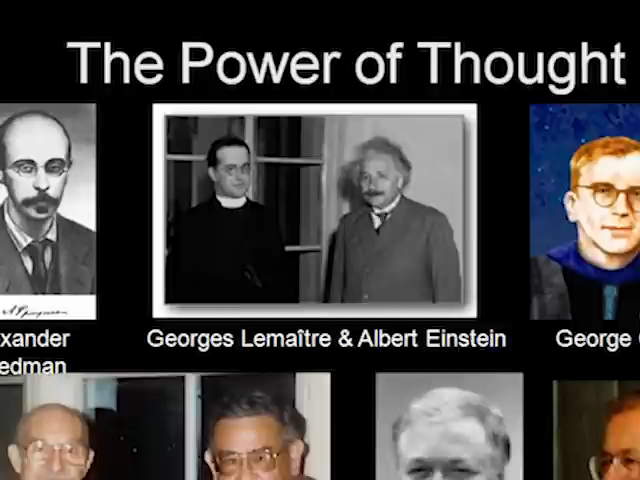 The Power of Thought
xander
edman
Georges Lemaître & Albert Einstein
George